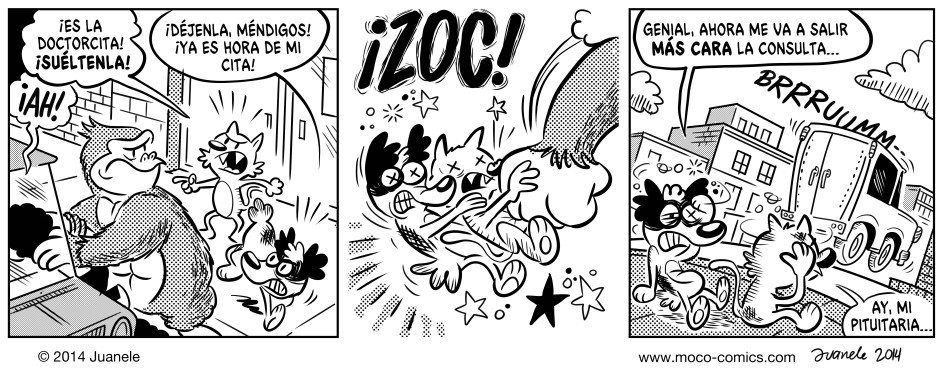 ¡ES LA
DOCTORCITA!
¡SUÉLTENLA!
¡DÉJENLA, MÉNDIGOS!
¡YA ES HORA DE MI
CITA!
¡AH!
¡ZOC!
GENIAL, AHORA ME VA A SALIR
MÁS CARA LA CONSULTA...
BRRRUUMM
AY, MI
PITUITARIA...
© 2014 Juanele
www.moco-comics.com
Juanele 2014